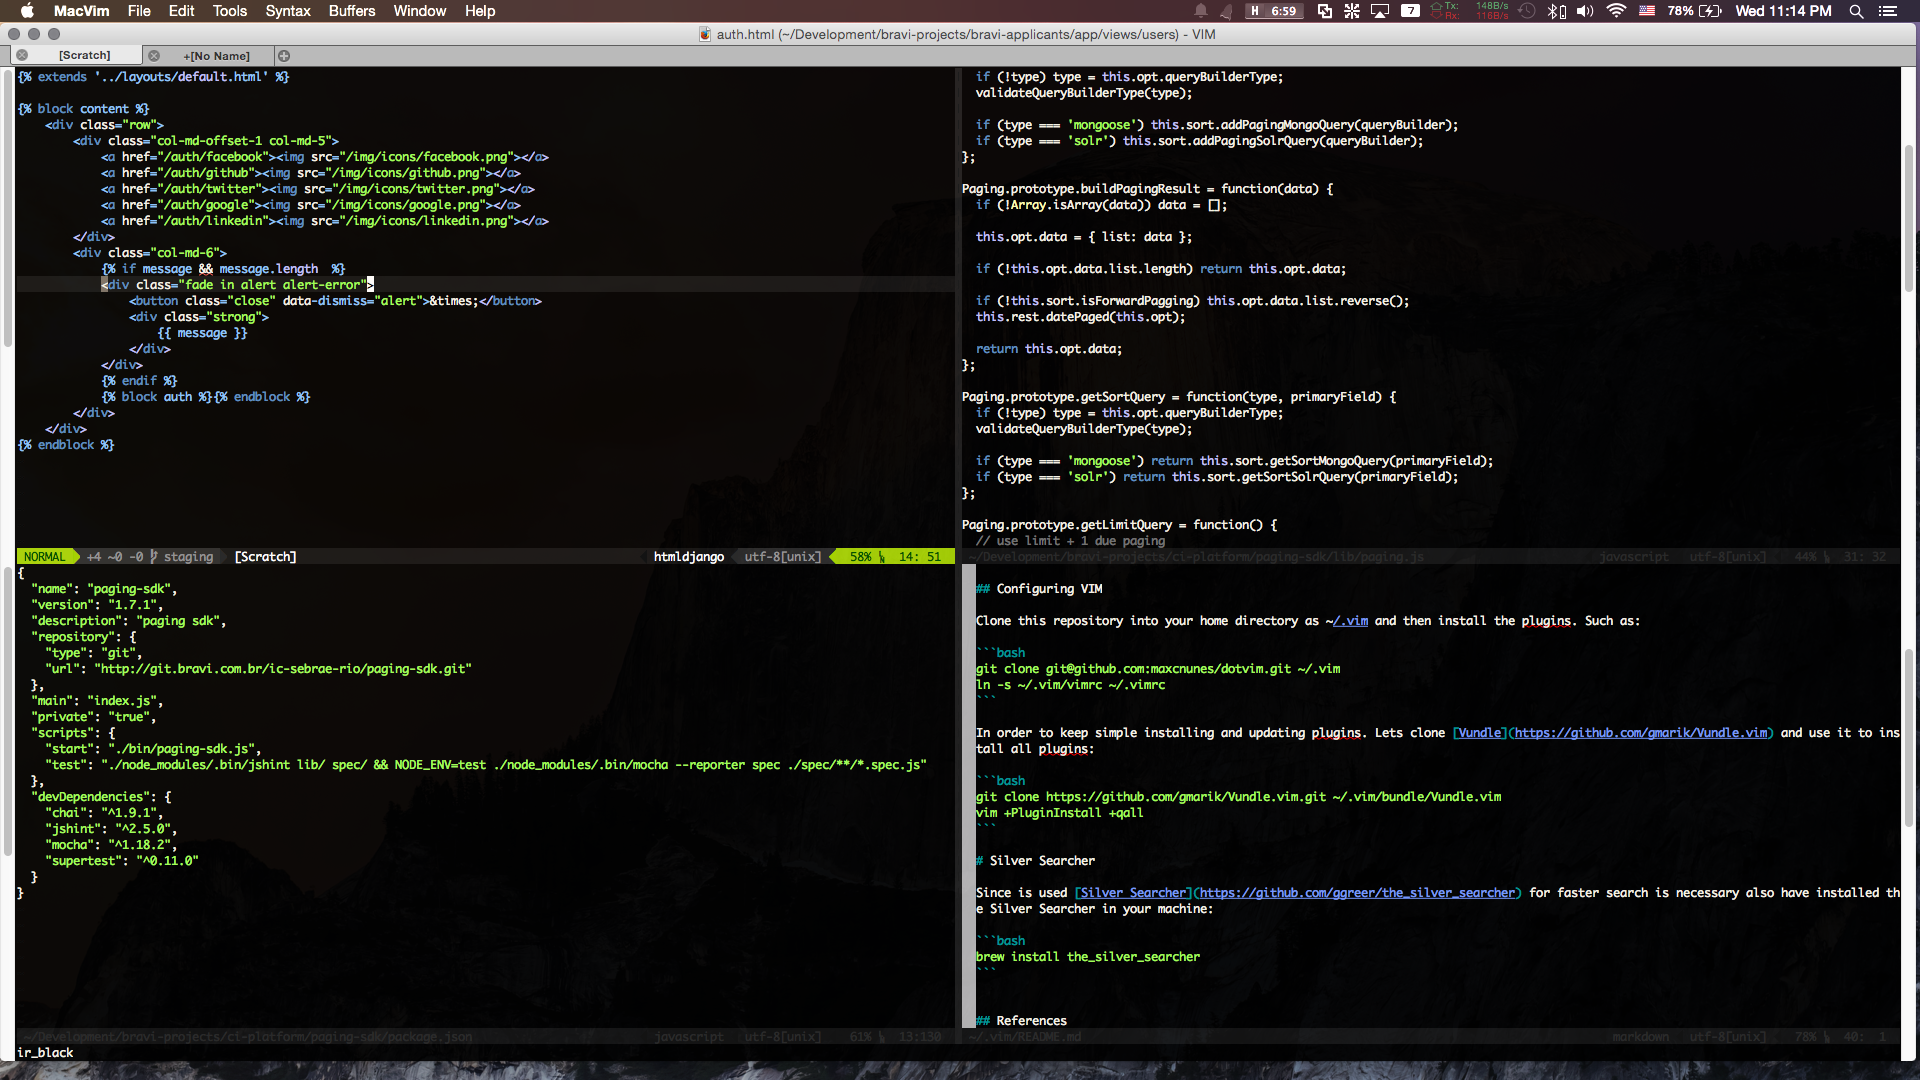 MacVim File Edit Tools Syntax Buffers Window Help
H 6:59
7
Tx: 148B/s
Rx: 116B/s
78%
Wed 11:14 PM
auth.html (~/Development/bravi-projects/bravi-applicants/app/views/users) - VIM
[Scratch]
+[No Name]
{% extends '../layouts/default.html' %}
{% block content %}
<div class="row">
<div class="col-md-offset-1 col-md-5">
<a href="/auth/facebook"><img src="/img/icons/facebook.png"></a>
<a href="/auth/github"><img src="/img/icons/github.png"></a>
<a href="/auth/twitter"><img src="/img/icons/twitter.png"></a>
<a href="/auth/google"><img src="/img/icons/google.png"></a>
<a href="/auth/linkedin"><img src="/img/icons/linkedin.png"></a>
</div>
<div class="col-md-6">
{% if message && message.length  %}
<div class="fade in alert alert-error">
<button class="close" data-dismiss="alert">&times;</button>
<div class="strong">
{{ message }}
</div>
</div>
{% endif %}
{% block auth %}{% endblock %}
</div>
</div>
{% endblock %}
NORMAL +4 ~0 -0 staging [Scratch] htmldjango utf-8[unix] 58% 14: 51
if (!type) type = this.opt.queryBuilderType;
validateQueryBuilderType(type);
if (type === 'mongoose') this.sort.addPagingMongoQuery(queryBuilder);
if (type === 'solr') this.sort.addPagingSolrQuery(queryBuilder);
};
Paging.prototype.buildPagingResult = function(data) {
if (!Array.isArray(data)) data = [];
this.opt.data = { list: data };
if (!this.opt.data.list.length) return this.opt.data;
if (!this.sort.isForwardPagging) this.opt.data.list.reverse();
this.rest.datePaged(this.opt);
return this.opt.data;
};
Paging.prototype.getSortQuery = function(type, primaryField) {
if (!type) type = this.opt.queryBuilderType;
validateQueryBuilderType(type);
if (type === 'mongoose') return this.sort.getSortMongoQuery(primaryField);
if (type === 'solr') return this.sort.getSortSolrQuery(primaryField);
};
Paging.prototype.getLimitQuery = function() {
// use limit + 1 due paging
~/Development/bravi-projects/ci-platform/paging-sdk/lib/paging.js javascript utf-8[unix] 44% 31: 32
{
"name": "paging-sdk",
"version": "1.7.1",
"description": "paging sdk",
"repository": {
"type": "git",
"url": "http://git.bravi.com.br/ic-sebrae-rio/paging-sdk.git"
},
"main": "index.js",
"private": "true",
"scripts": {
"start": "./bin/paging-sdk.js",
"test": "./node_modules/.bin/jshint lib/ spec/ && NODE_ENV=test ./node_modules/.bin/mocha --reporter spec ./spec/**/*.spec.js"
},
"devDependencies": {
"chai": "^1.9.1",
"jshint": "^2.5.0",
"mocha": "^1.18.2",
"supertest": "^0.11.0"
}
}
~/Development/bravi-projects/ci-platform/paging-sdk/package.json javascript utf-8[unix] 61% 13:130
## Configuring VIM
Clone this repository into your home directory as ~/.vim and then install the plugins. Such as:
```bash
git clone git@github.com:maxcnunes/dotvim.git ~/.vim
ln -s ~/.vim/vimrc ~/.vimrc
```
In order to keep simple installing and updating plugins. Lets clone [Vundle](https://github.com/gmarik/Vundle.vim) and use it to ins
tall all plugins:
```bash
git clone https://github.com/gmarik/Vundle.vim.git ~/.vim/bundle/Vundle.vim
vim +PluginInstall +qall
```
# Silver Searcher
Since is used [Silver Searcher](https://github.com/ggreer/the_silver_searcher) for faster search is necessary also have installed th
e Silver Searcher in your machine:
```bash
brew install the_silver_searcher
```
## References
~/.vim/README.md markdown utf-8[unix] 78% 40: 1
ir_black